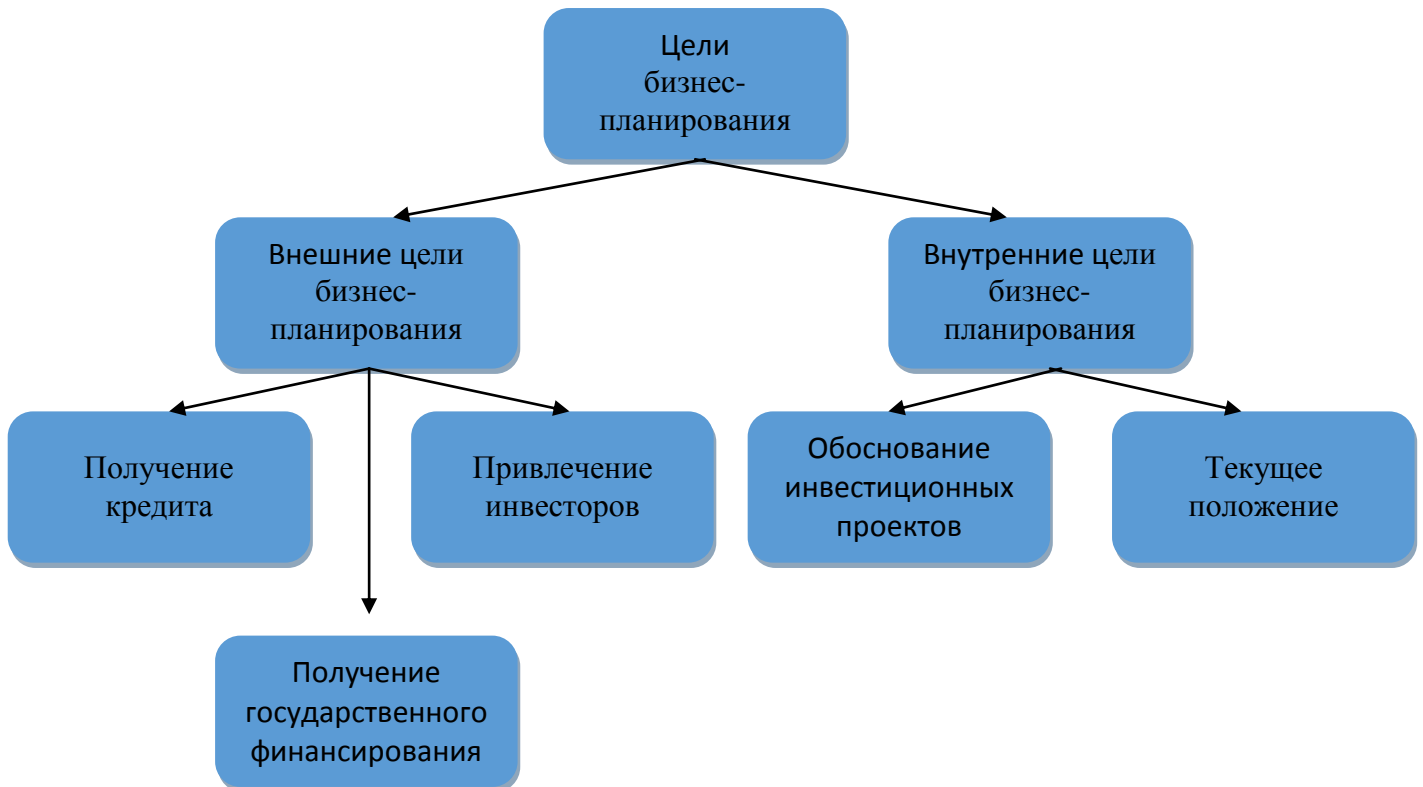 Цели
бизнес-
планирования
Внешние цели
бизнес-
планирования
Внутренние цели
бизнес-
планирования
Получение
кредита
Привлечение
инвесторов
Обоснование
инвестиционных
проектов
Текущее
положение
Получение
государственного
финансирования